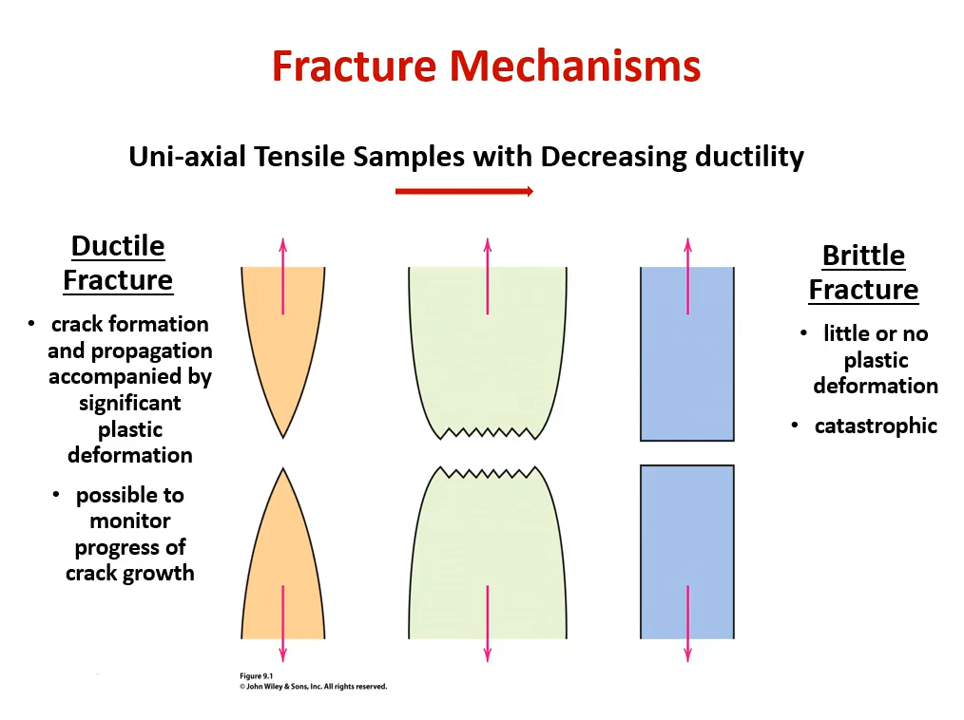 Fracture Mechanisms
Uni-axial Tensile Samples with Decreasing ductility
Ductile
Fracture
• crack formation
and propagation
accompanied by
significant
plastic
deformation
• possible to
monitor
progress of
crack growth
Brittle
Fracture
• little or no
plastic
deformation
• catastrophic
Figure 9.1
© John Wiley & Sons, Inc. All rights reserved.